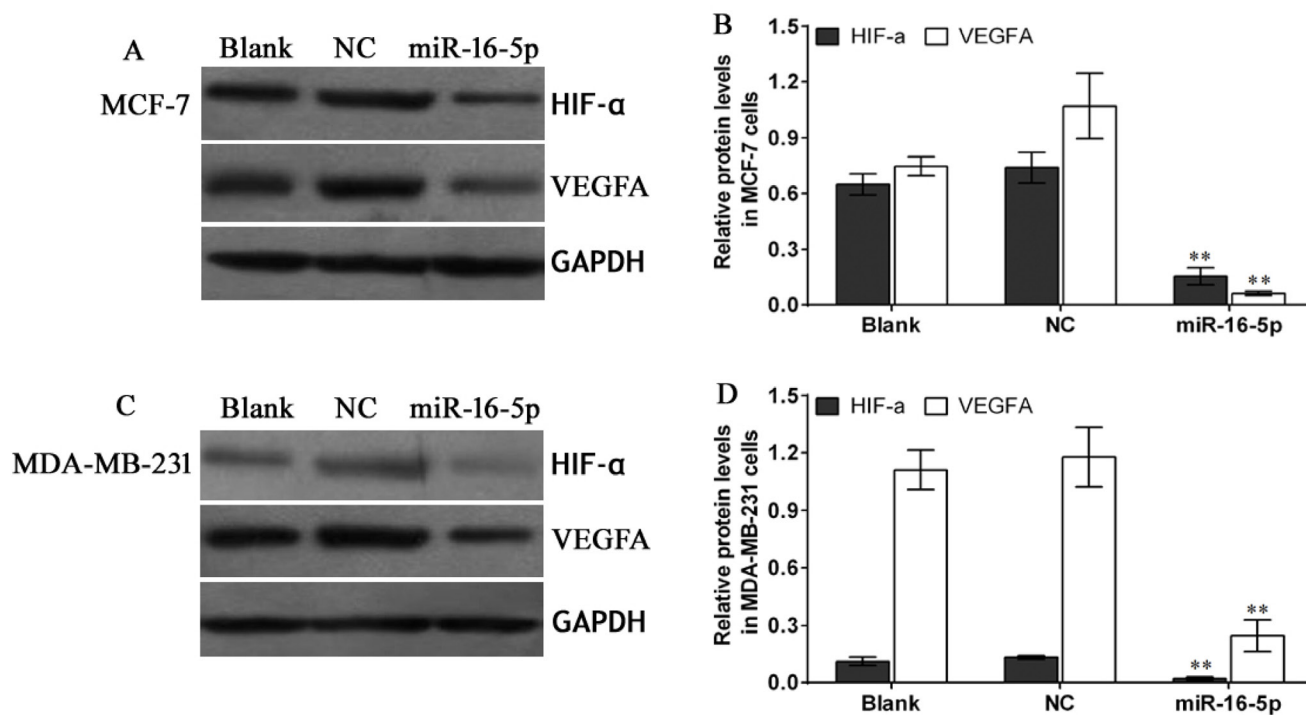 A
Blank NC miR-16-5p
MCF-7
HIF-α
VEGFA
GAPDH
B
HIF-a VEGFA
Relative protein levels
in MCF-7 cells
1.5
1.2
0.9
0.6
0.3
0.0
** **
Blank NC miR-16-5p
C
Blank NC miR-16-5p
MDA-MB-231
HIF-α
VEGFA
GAPDH
D
HIF-a VEGFA
Relative protein levels
in MDA-MB-231 cells
1.5
1.2
0.9
0.6
0.3
0.0
** **
Blank NC miR-16-5p